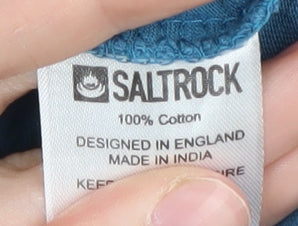 SALTROCK
100% Cotton
DESIGNED IN ENGLAND
MADE IN INDIA